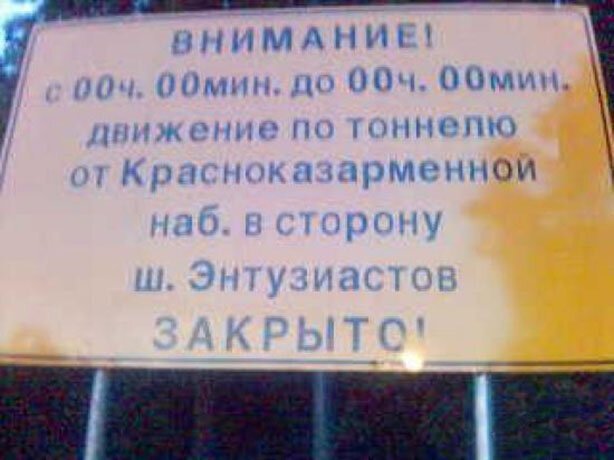 ВНИМАНИЕ!
с 00ч. 00мин. до 00ч. 00мин.
движение по тоннелю
от Красноказарменной
наб. в сторону
ш. Энтузиастов
ЗАКРЫТО!